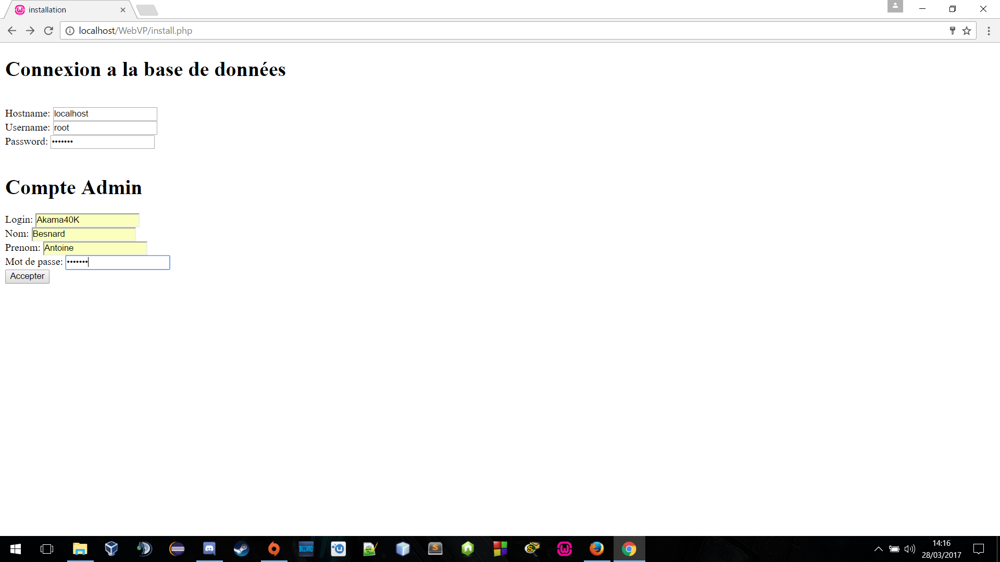 installation
localhost/WebVP/install.php
Connexion a la base de données
Hostname: localhost
Username: root
Password: •••••••
Compte Admin
Login: Akama40K
Nom: Besnard
Prenom: Antoine
Mot de passe: •••••••
Accepter
BLIZZARD
14:16
28/03/2017